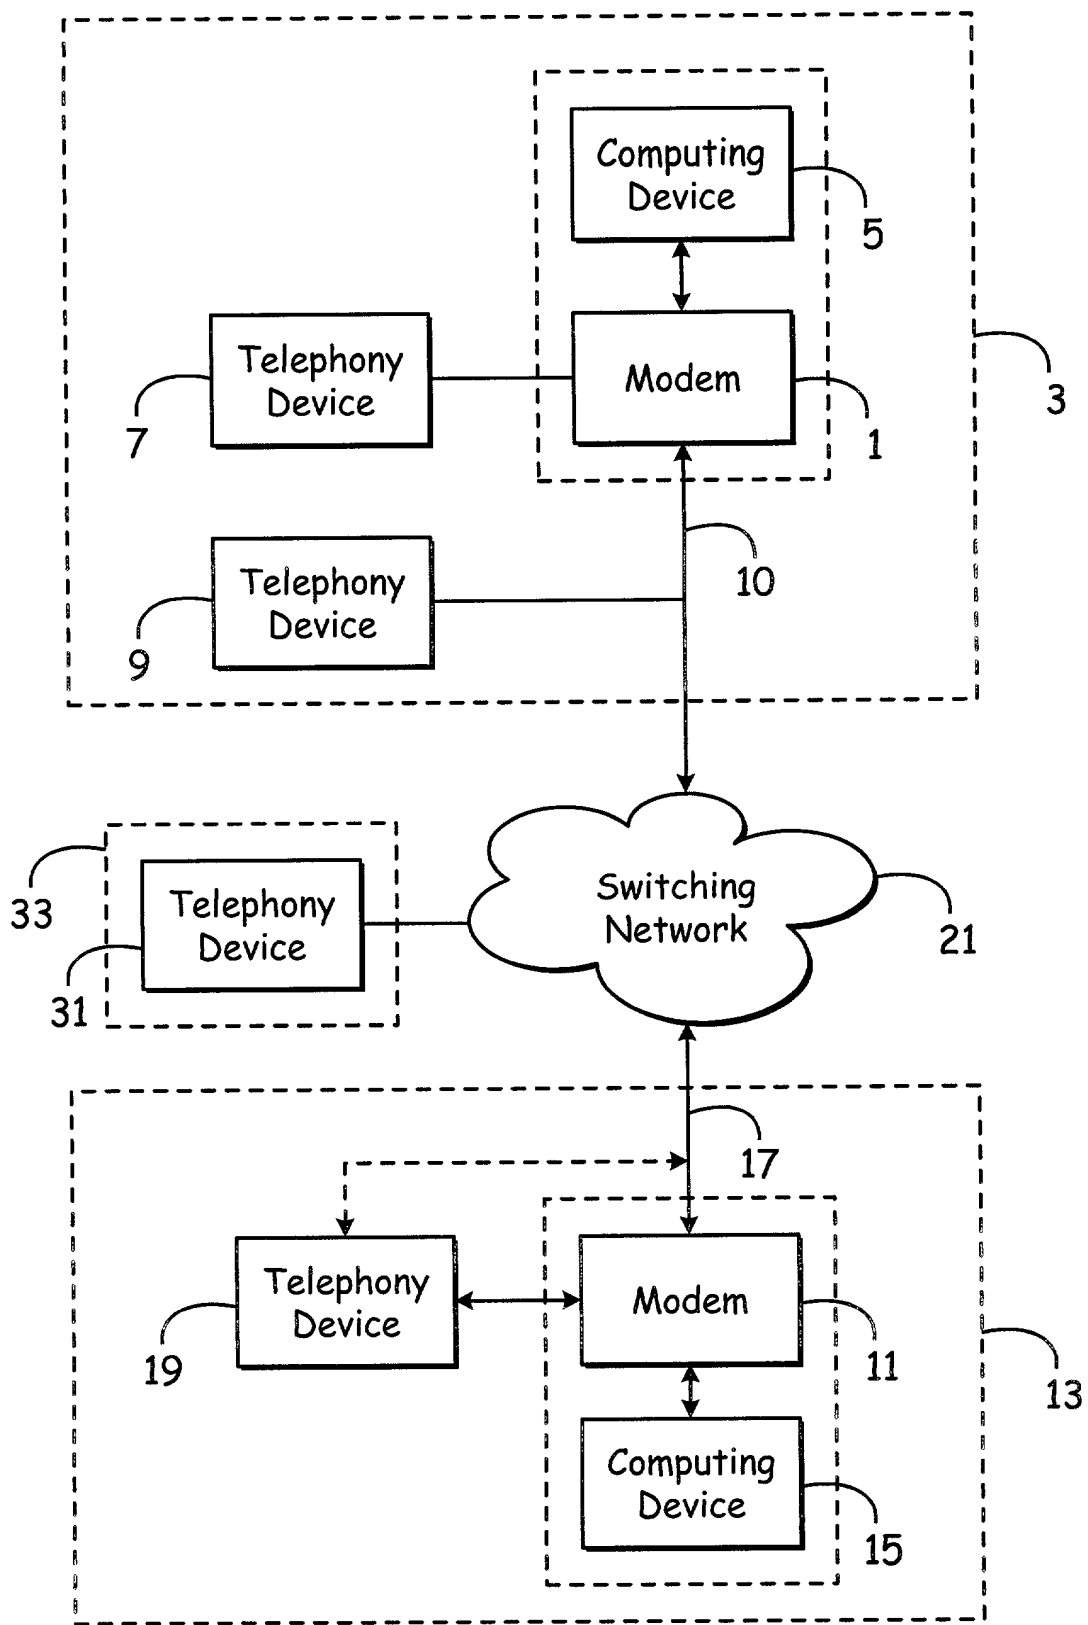 Computing
Device
5
Telephony
Device
7
Modem
1
3
10
Telephony
Device
9
33
Telephony
Device
31
Switching
Network
21
17
Telephony
Device
19
Modem
11
13
Computing
Device
15